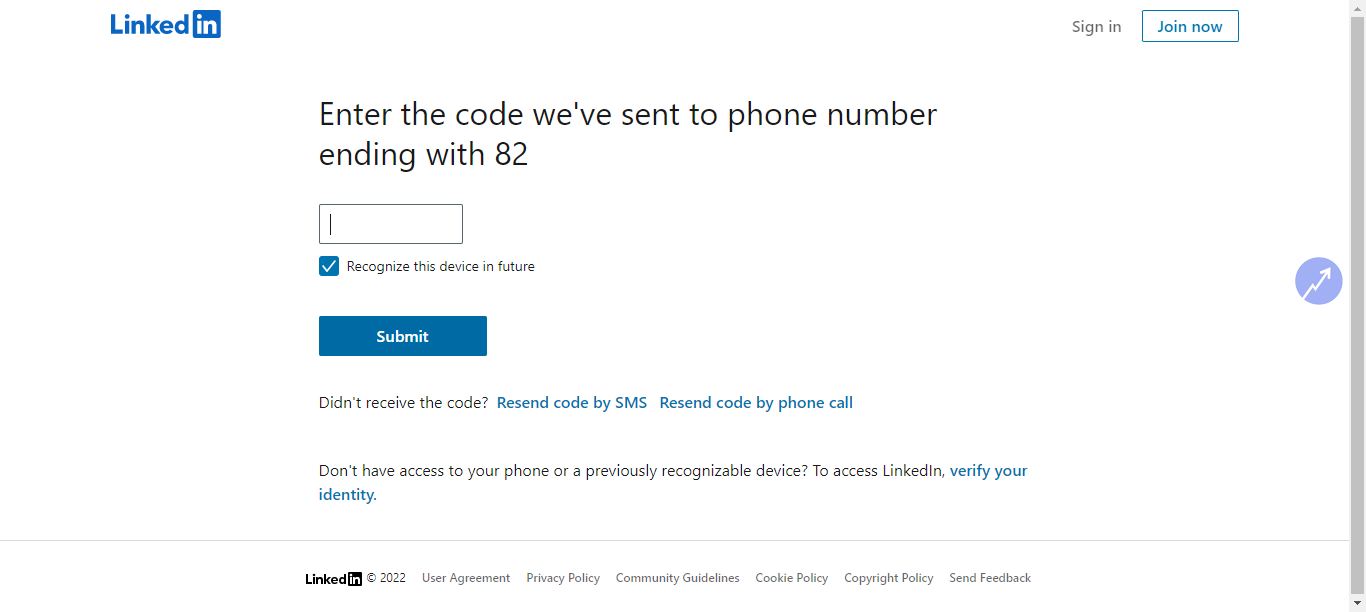 LinkedIn
Sign in
Join now
Enter the code we've sent to phone number
ending with 82
Recognize this device in future
Submit
Didn't receive the code? Resend code by SMS Resend code by phone call
Don't have access to your phone or a previously recognizable device? To access LinkedIn, verify your
identity.
LinkedIn © 2022 User Agreement Privacy Policy Community Guidelines Cookie Policy Copyright Policy Send Feedback